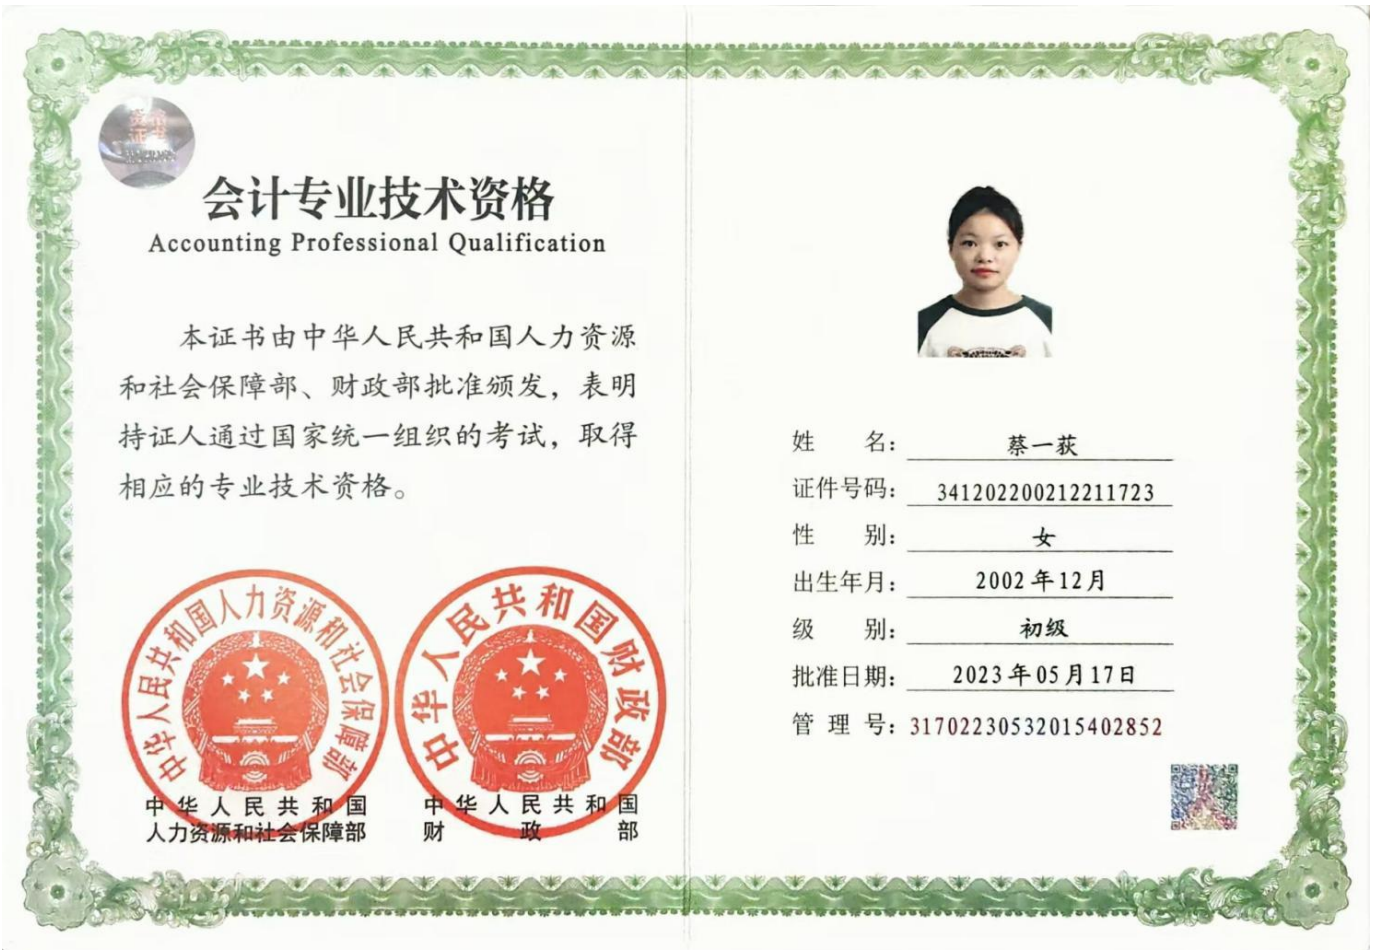 资格
证书
会计专业技术资格
Accounting Professional Qualification
本证书由中华人民共和国人力资源
和社会保障部、财政部批准颁发，表明
持证人通过国家统一组织的考试，取得
相应的专业技术资格。
中华人民共和国人力资源和社会保障部
中华人民共和国财政部
中华人民共和国
人力资源和社会保障部
中华人民共和国
财政部
姓名：蔡一荻
证件号码：341202200212211723
性别：女
出生年月：2002年12月
级别：初级
批准日期：2023年05月17日
管理号：31702230532015402852